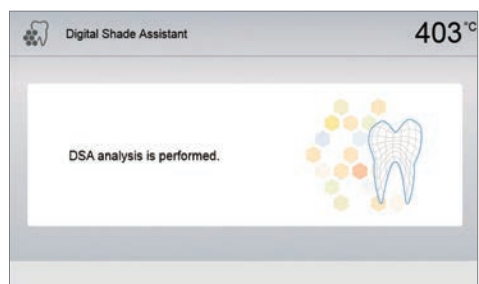 Digital Shade Assistant
403°C
DSA analysis is performed.